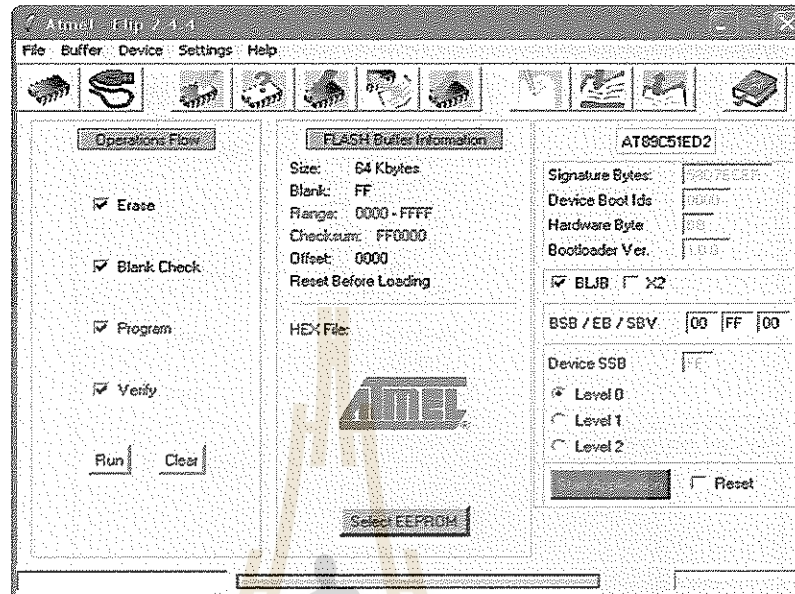 Atmel - Flip 2.4.4
File Buffer Device Settings Help
Operations Flow
Erase
Blank Check
Program
Verify
Run Clear
FLASH Buffer Information
Size: 64 Kbytes
Blank: FF
Range: 0000 - FFFF
Checksum: FF0000
Offset: 0000
Reset Before Loading
HEX File:
ATMEL
Select EEPROM
AT89C51ED2
Signature Bytes:
Device Boot Ids 0000
Hardware Byte
Bootloader Ver.
BLJB X2
BSB / EB / SBV 00 FF 00
Device SSB
Level 0
Level 1
Level 2
Reset